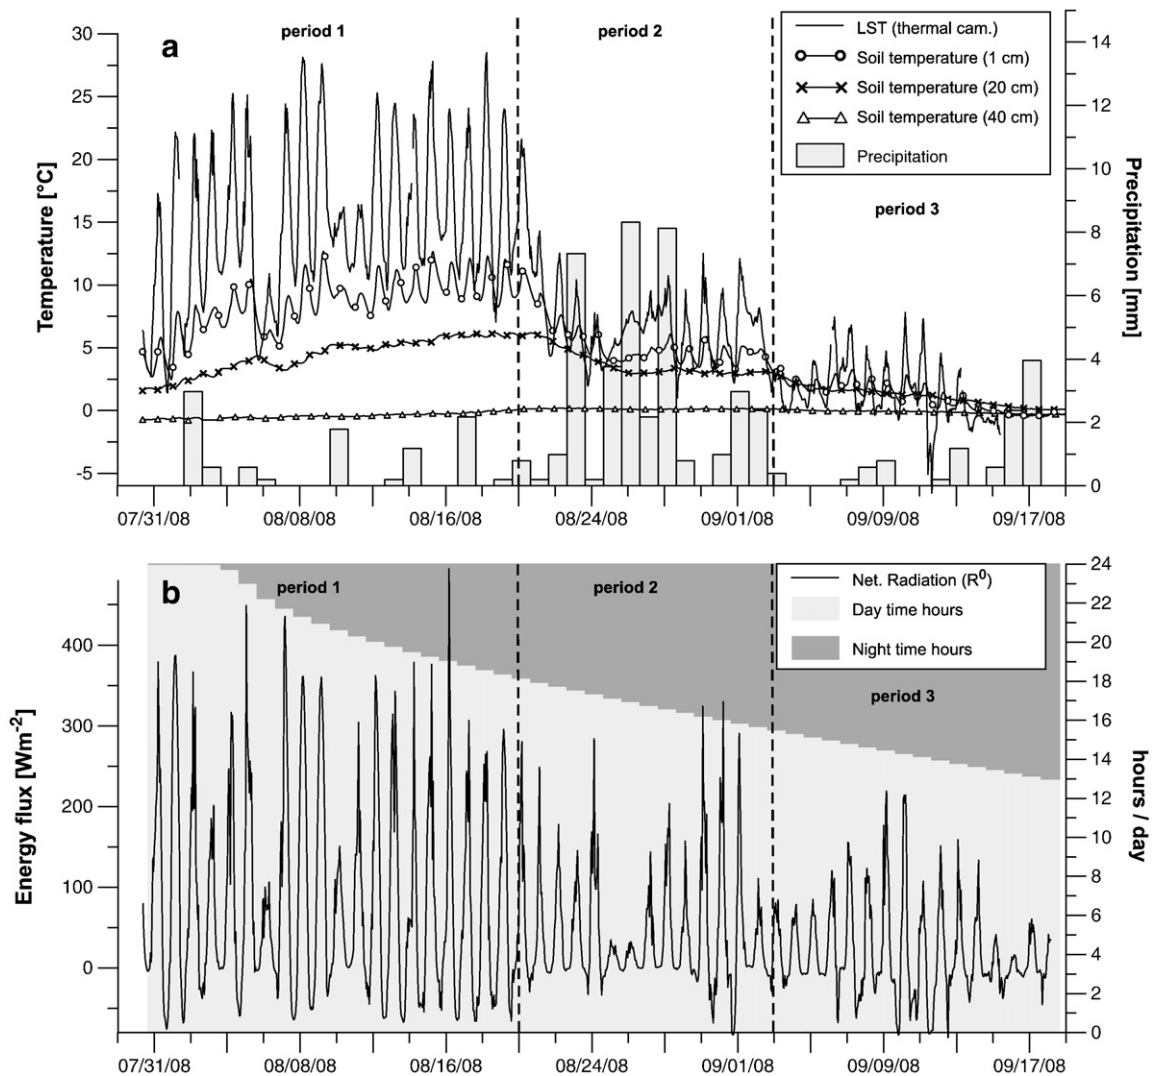 a
period 1
period 2
period 3
LST (thermal cam.)
Soil temperature (1 cm)
Soil temperature (20 cm)
Soil temperature (40 cm)
Precipitation
Temperature [°C]
30
25
20
15
10
5
0
-5
Precipitation [mm]
14
12
10
8
6
4
2
0
07/31/08
08/08/08
08/16/08
08/24/08
09/01/08
09/09/08
09/17/08
b
period 1
period 2
period 3
Net. Radiation (R⁰)
Day time hours
Night time hours
Energy flux [Wm⁻²]
400
300
200
100
0
hours / day
24
22
20
18
16
14
12
10
8
6
4
2
0
07/31/08
08/08/08
08/16/08
08/24/08
09/01/08
09/09/08
09/17/08